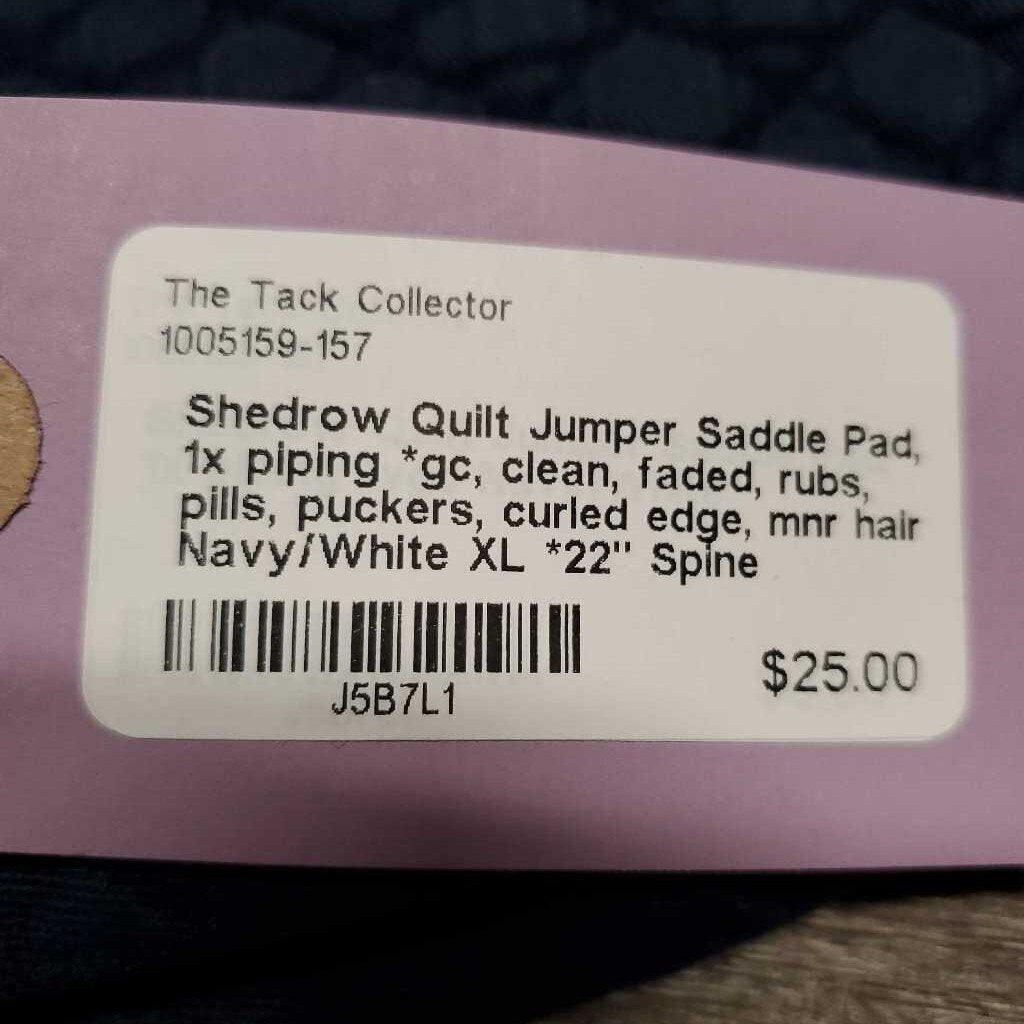 The Tack Collector
1005159-157
Shedrow Quilt Jumper Saddle Pad,
1x piping *gc, clean, faded, rubs,
pills, puckers, curled edge, mnr hair
Navy/White XL *22" Spine
J5B7L1
$25.00